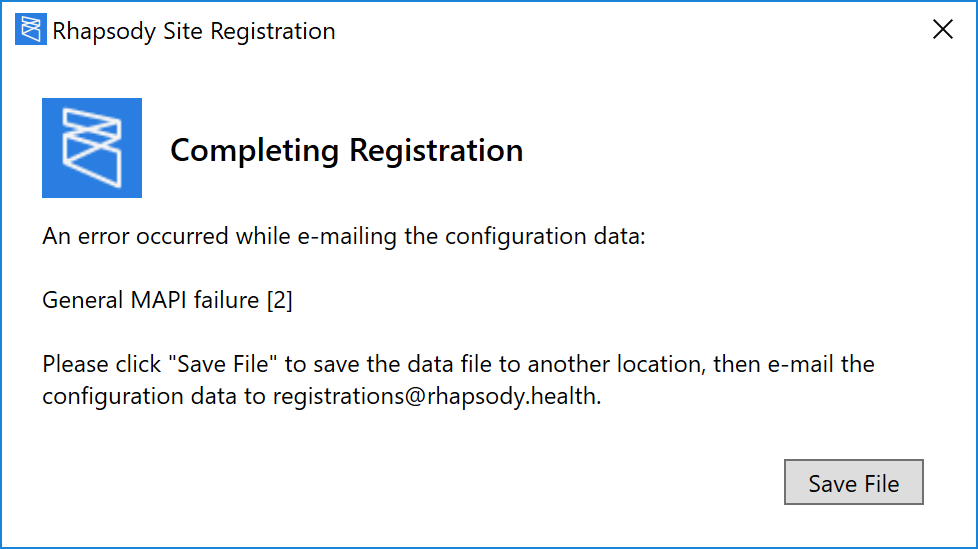 Rhapsody Site Registration
Completing Registration
An error occurred while e-mailing the configuration data:
General MAPI failure [2]
Please click "Save File" to save the data file to another location, then e-mail the
configuration data to registrations@rhapsody.health.
Save File